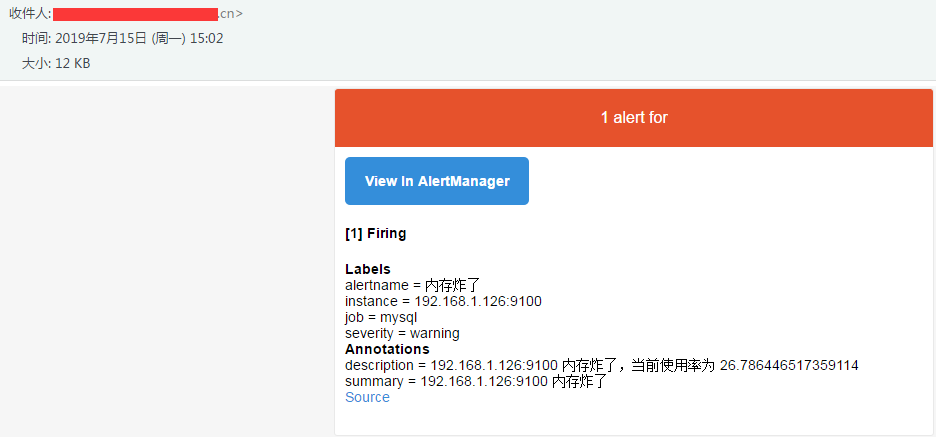 收件人: .cn>
时间: 2019年7月15日 (周一) 15:02
大小: 12 KB
1 alert for
View In AlertManager
[1] Firing
Labels
alertname = 内存炸了
instance = 192.168.1.126:9100
job = mysql
severity = warning
Annotations
description = 192.168.1.126:9100 内存炸了，当前使用率为 26.786446517359114
summary = 192.168.1.126:9100 内存炸了
Source